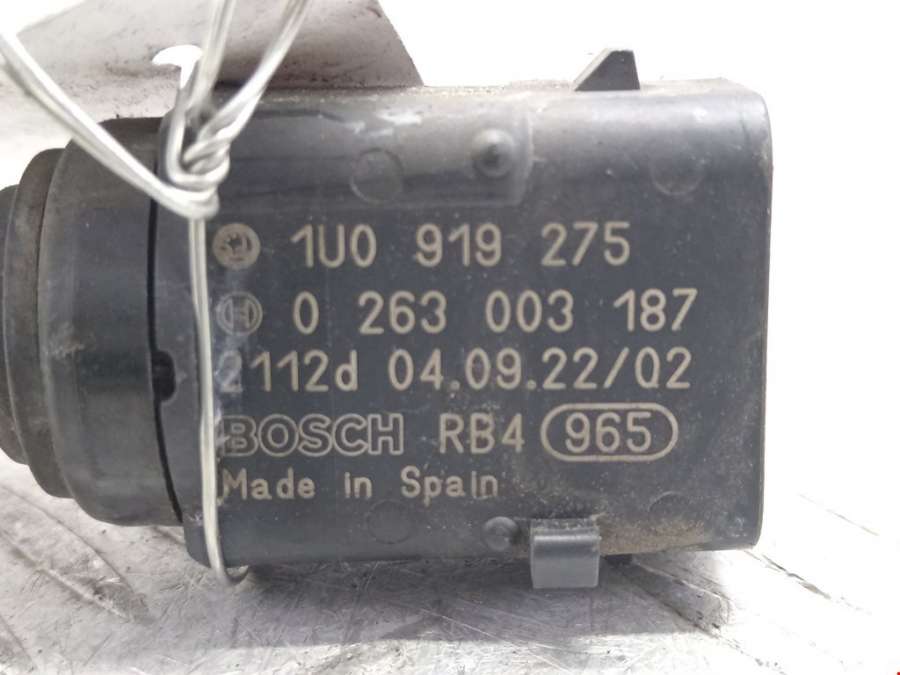 1U0 919 275
0 263 003 187
2112d 04.09.22/02
BOSCH RB4 965
Made in Spain